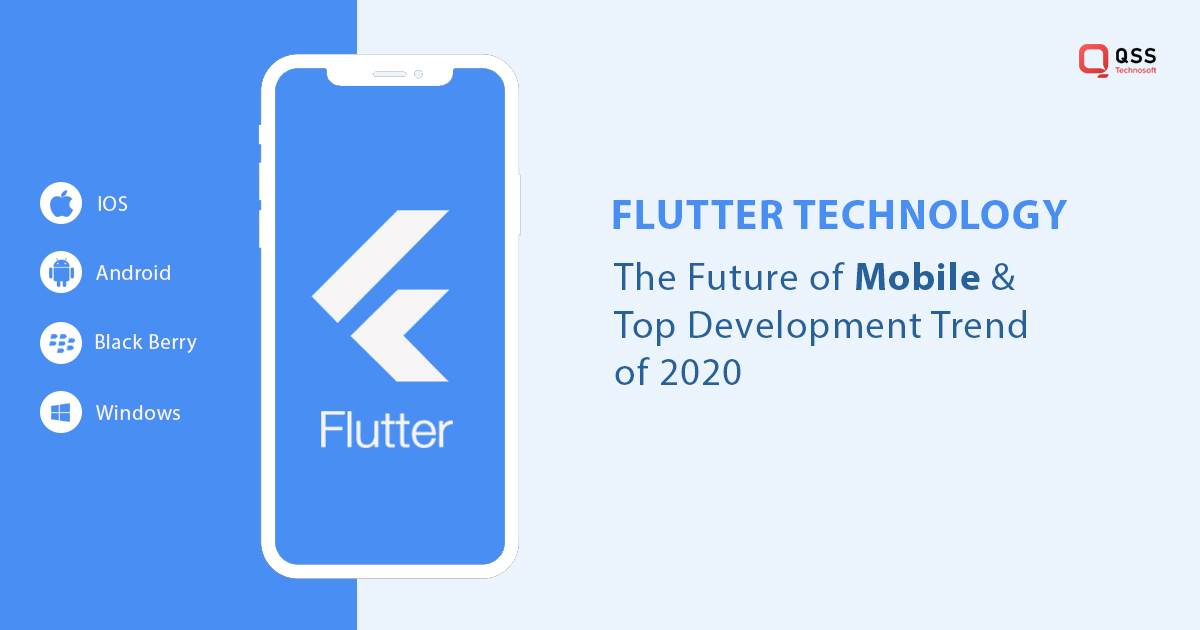 QSS
Technosoft
IOS
Android
Black Berry
Windows
Flutter
FLUTTER TECHNOLOGY
The Future of Mobile &
Top Development Trend
of 2020